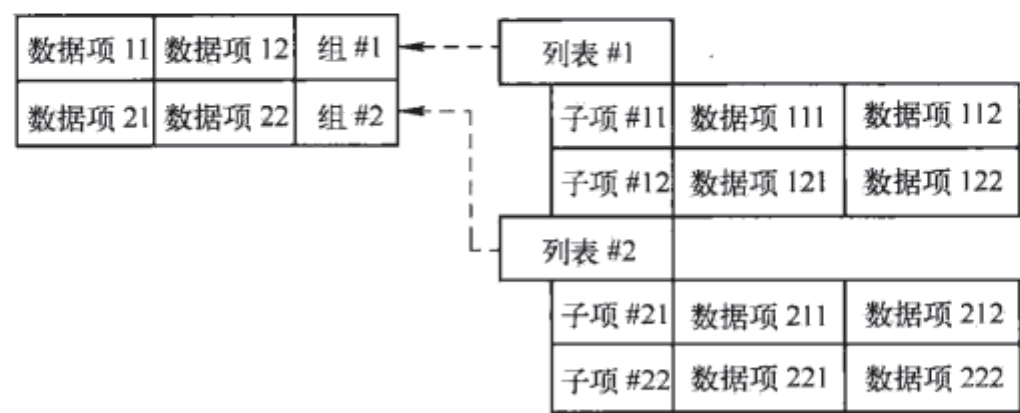 数据项 11 数据项 12 组 #1
数据项 21 数据项 22 组 #2
列表 #1
子项 #11 数据项 111 数据项 112
子项 #12 数据项 121 数据项 122
列表 #2
子项 #21 数据项 211 数据项 212
子项 #22 数据项 221 数据项 222